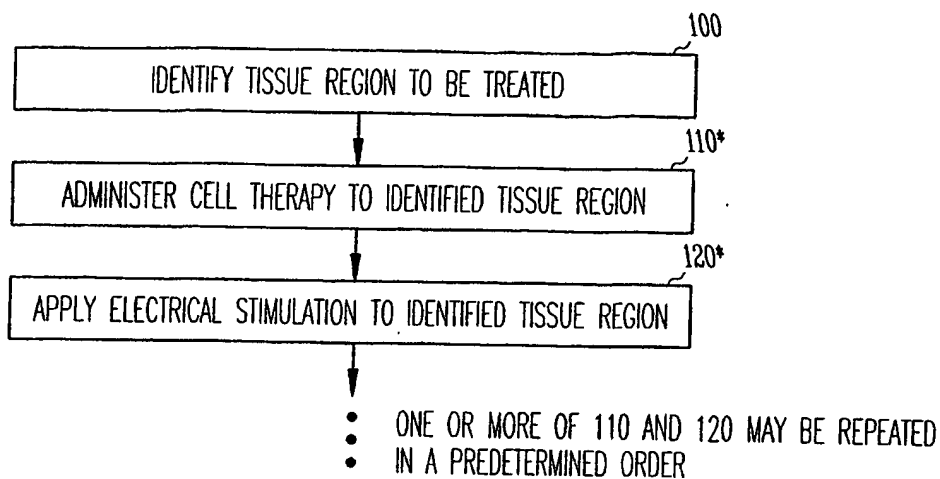 100
IDENTIFY TISSUE REGION TO BE TREATED
110*
ADMINISTER CELL THERAPY TO IDENTIFIED TISSUE REGION
120*
APPLY ELECTRICAL STIMULATION TO IDENTIFIED TISSUE REGION
ONE OR MORE OF 110 AND 120 MAY BE REPEATED
IN A PREDETERMINED ORDER